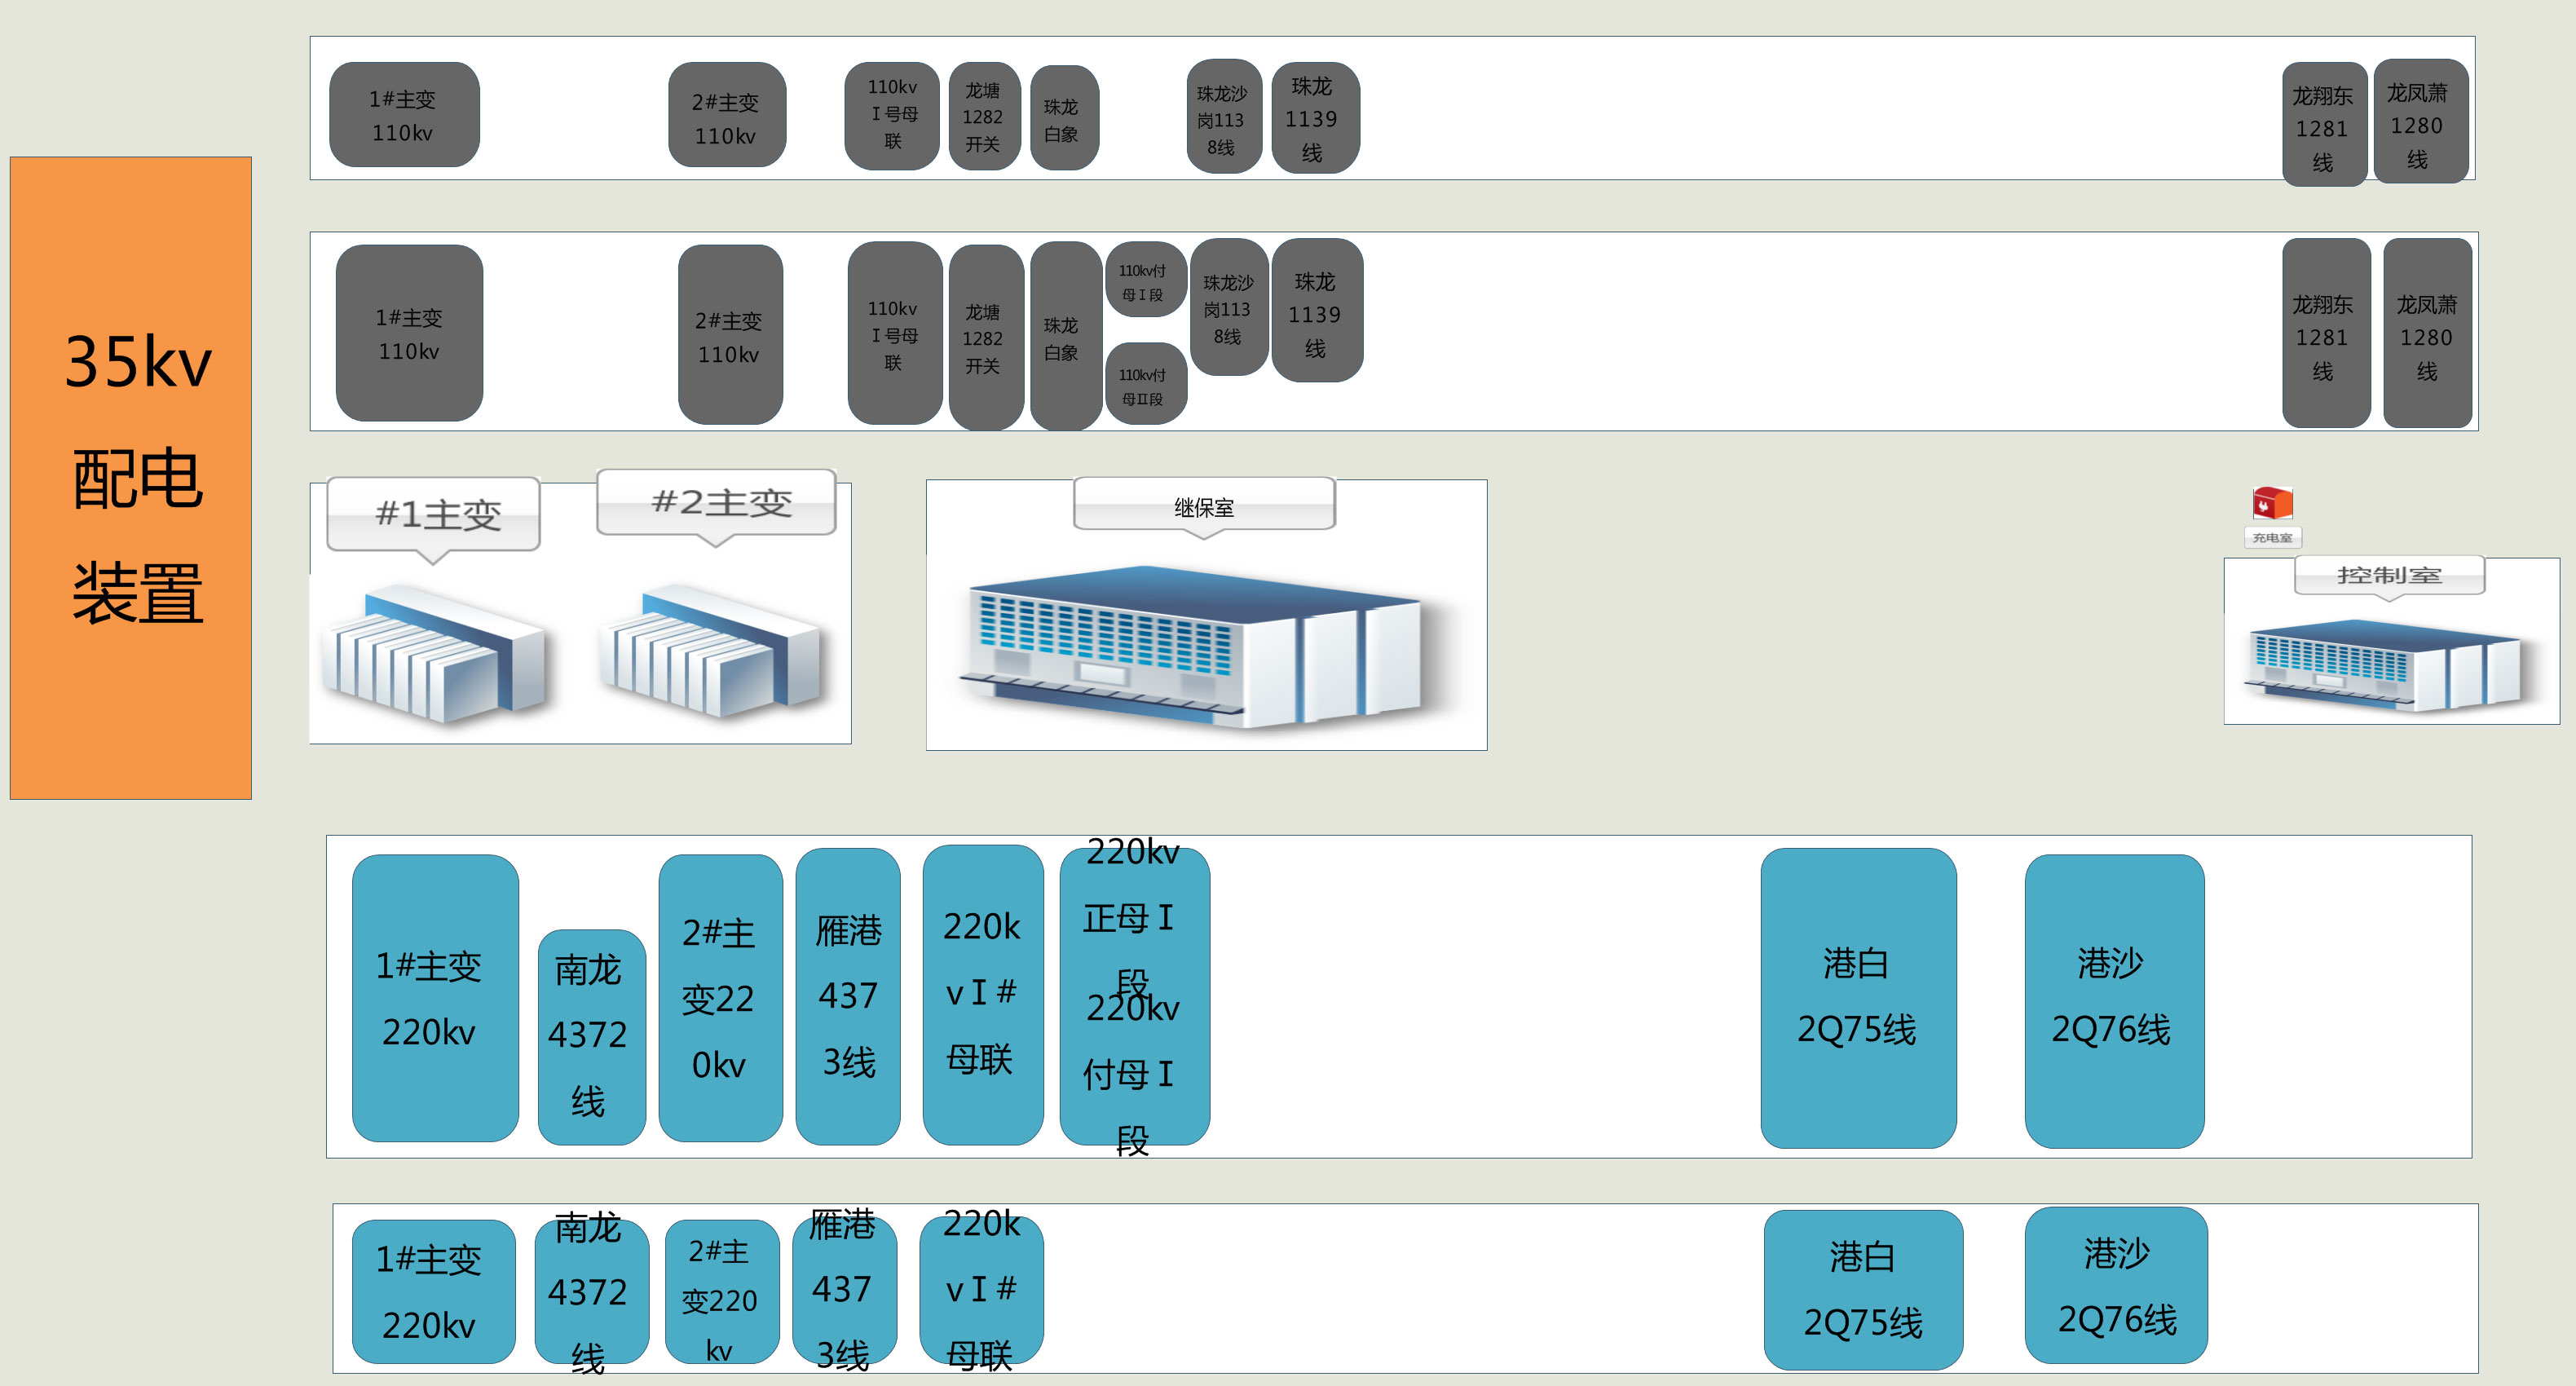 1#主变
110kv
2#主变
110kv
110kv
Ⅰ号母
联
龙塘
1282
开关
珠龙
白象
珠龙沙
岗113
8线
珠龙
1139
线
龙翔东
1281
线
龙凤萧
1280
线
1#主变
110kv
2#主变
110kv
110kv
Ⅰ号母
联
龙塘
1282
开关
珠龙
白象
110kv付
母Ⅰ段
110kv付
母Ⅱ段
珠龙沙
岗113
8线
珠龙
1139
线
龙翔东
1281
线
龙凤萧
1280
线
35kv
配电
装置
#1主变
#2主变
继保室
充电室
控制室
1#主变
220kv
南龙
4372
线
2#主
变22
0kv
雁港
437
3线
220k
vⅠ#
母联
220kv
正母Ⅰ
段
220kv
付母Ⅰ
段
港白
2Q75线
港沙
2Q76线
1#主变
220kv
南龙
4372
线
2#主
变220
kv
雁港
437
3线
220k
vⅠ#
母联
港白
2Q75线
港沙
2Q76线